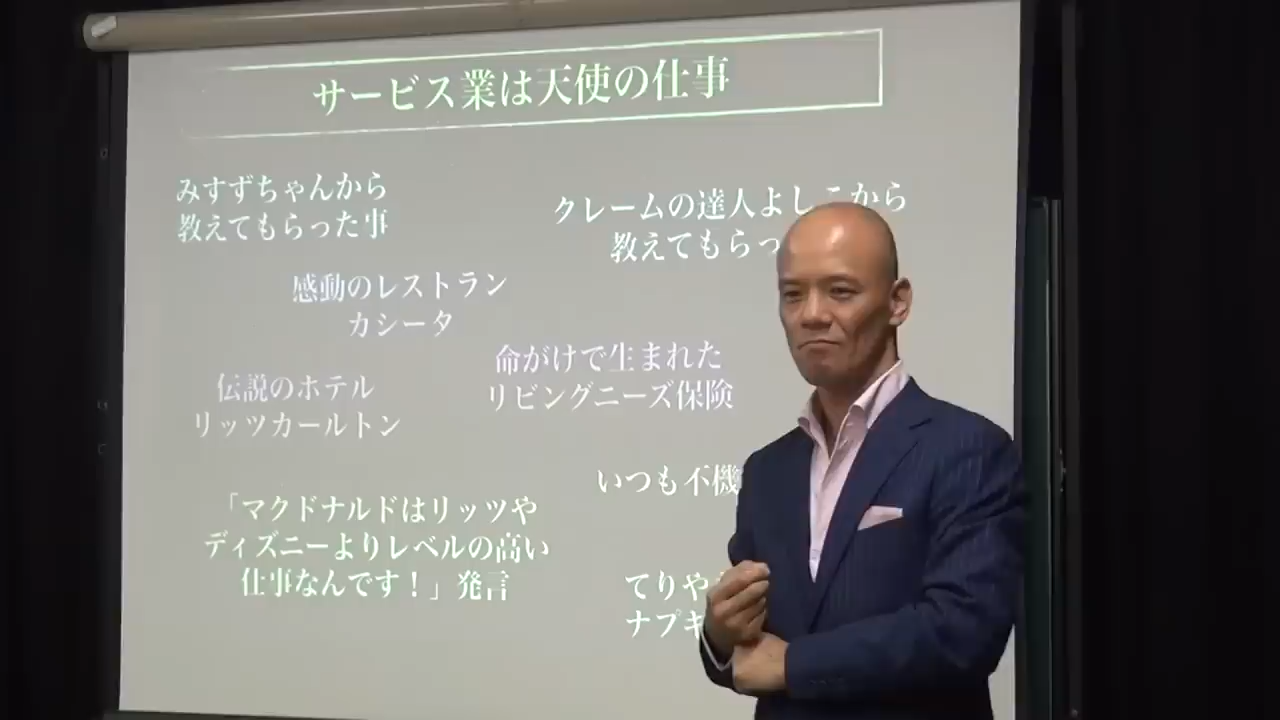 サービス業は天使の仕事
みすずちゃんから
教えてもらった事
クレームの達人よしこから
教えてもらっ
感動のレストラン
カシータ
命がけで生まれた
リビングニーズ保険
伝説のホテル
リッツカールトン
いつも不機
「マクドナルドはリッツや
ディズニーよりレベルの高い
仕事なんです!」発言
てりや
ナプキ